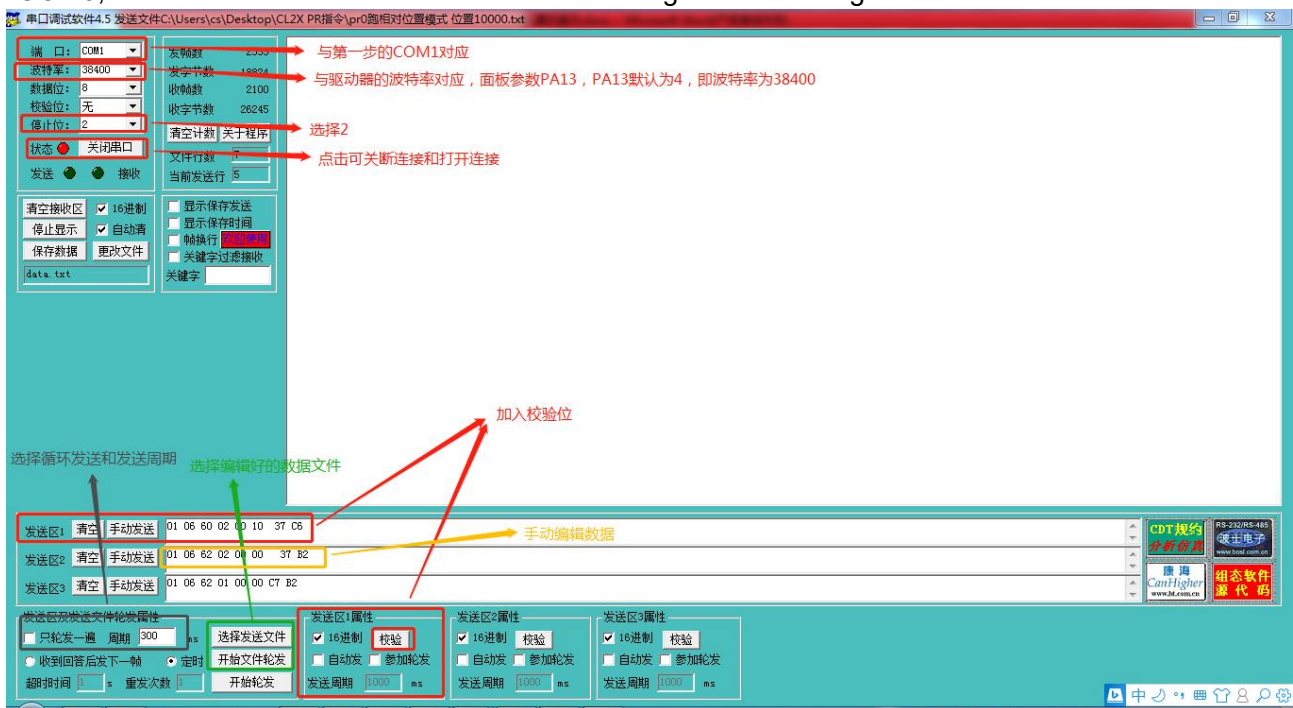 串口调试软件4.5 发送文件C:\Users\cs\Desktop\CL2X PR指令\pr0跑相对位置模式 位置10000.txt
端 口: COM1
波特率: 38400
数据位: 8
校验位: 无
停止位: 2
状态 关闭串口
发送 接收
发帧数
发字节数
收帧数 2100
收字节数 26245
清空计数 关于程序
文件行数 7
当前发送行 5
与第一步的COM1对应
与驱动器的波特率对应，面板参数PA13，PA13默认为4，即波特率为38400
选择2
点击可关断连接和打开连接
清空接收区 16进制
停止显示 自动清
保存数据 更改文件
data.txt
显示保存发送
显示保存时间
帧换行 欢迎使用
关键字过滤接收
关键字
加入校验位
选择循环发送和发送周期
选择编辑好的数据文件
发送区1 清空 手动发送 01 06 60 02 00 10 37 C6
手动编辑数据
发送区2 清空 手动发送 01 06 62 02 00 00 37 B2
发送区3 清空 手动发送 01 06 62 01 00 00 C7 B2
CDT规约
分析仿真
RS-232/RS-485
波士电子
www.bosi.com.cn
康海
CanHigher
组态软件
源代码
发送区及发送文件轮发属性
只轮发一遍 周期 300 ms 选择发送文件
收到回答后发下一帧 定时 开始文件轮发
超时时间 1 s 重发次数 1 开始轮发
发送区1属性
16进制 校验
自动发 参加轮发
发送周期 1000 ms
发送区2属性
16进制 校验
自动发 参加轮发
发送周期 1000 ms
发送区3属性
16进制 校验
自动发 参加轮发
发送周期 1000 ms
中